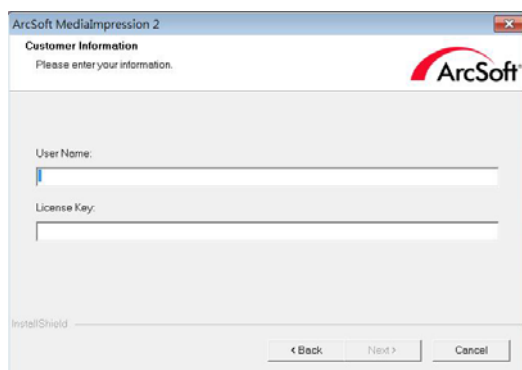 ArcSoft MediaImpression 2
Customer Information
Please enter your information.
ArcSoft
User Name:
License Key:
InstallShield
< Back
Next >
Cancel